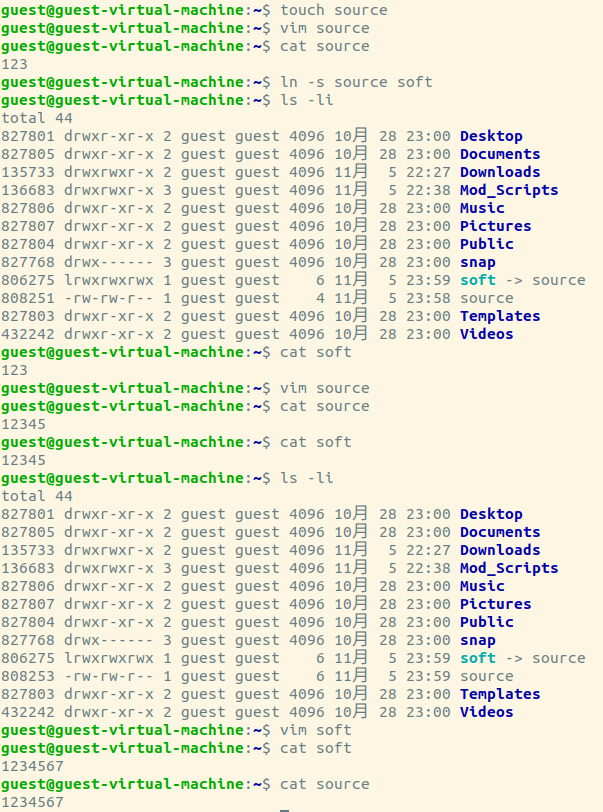 guest@guest-virtual-machine:~$ touch source
guest@guest-virtual-machine:~$ vim source
guest@guest-virtual-machine:~$ cat source
123
guest@guest-virtual-machine:~$ ln -s source soft
guest@guest-virtual-machine:~$ ls -li
total 44
827801 drwxr-xr-x 2 guest guest 4096 10月 28 23:00 Desktop
827805 drwxr-xr-x 2 guest guest 4096 10月 28 23:00 Documents
135733 drwxrwxr-x 2 guest guest 4096 11月  5 22:27 Downloads
136683 drwxrwxr-x 3 guest guest 4096 11月  5 22:38 Mod_Scripts
827806 drwxr-xr-x 2 guest guest 4096 10月 28 23:00 Music
827807 drwxr-xr-x 2 guest guest 4096 10月 28 23:00 Pictures
827804 drwxr-xr-x 2 guest guest 4096 10月 28 23:00 Public
827768 drwx------ 3 guest guest 4096 10月 28 23:00 snap
806275 lrwxrwxrwx 1 guest guest    6 11月  5 23:59 soft -> source
808251 -rw-rw-r-- 1 guest guest    4 11月  5 23:58 source
827803 drwxr-xr-x 2 guest guest 4096 10月 28 23:00 Templates
432242 drwxr-xr-x 2 guest guest 4096 10月 28 23:00 Videos
guest@guest-virtual-machine:~$ cat soft
123
guest@guest-virtual-machine:~$ vim source
guest@guest-virtual-machine:~$ cat source
12345
guest@guest-virtual-machine:~$ cat soft
12345
guest@guest-virtual-machine:~$ ls -li
total 44
827801 drwxr-xr-x 2 guest guest 4096 10月 28 23:00 Desktop
827805 drwxr-xr-x 2 guest guest 4096 10月 28 23:00 Documents
135733 drwxrwxr-x 2 guest guest 4096 11月  5 22:27 Downloads
136683 drwxrwxr-x 3 guest guest 4096 11月  5 22:38 Mod_Scripts
827806 drwxr-xr-x 2 guest guest 4096 10月 28 23:00 Music
827807 drwxr-xr-x 2 guest guest 4096 10月 28 23:00 Pictures
827804 drwxr-xr-x 2 guest guest 4096 10月 28 23:00 Public
827768 drwx------ 3 guest guest 4096 10月 28 23:00 snap
806275 lrwxrwxrwx 1 guest guest    6 11月  5 23:59 soft -> source
808253 -rw-rw-r-- 1 guest guest    6 11月  5 23:59 source
827803 drwxr-xr-x 2 guest guest 4096 10月 28 23:00 Templates
432242 drwxr-xr-x 2 guest guest 4096 10月 28 23:00 Videos
guest@guest-virtual-machine:~$ vim soft
guest@guest-virtual-machine:~$ cat soft
1234567
guest@guest-virtual-machine:~$ cat source
1234567